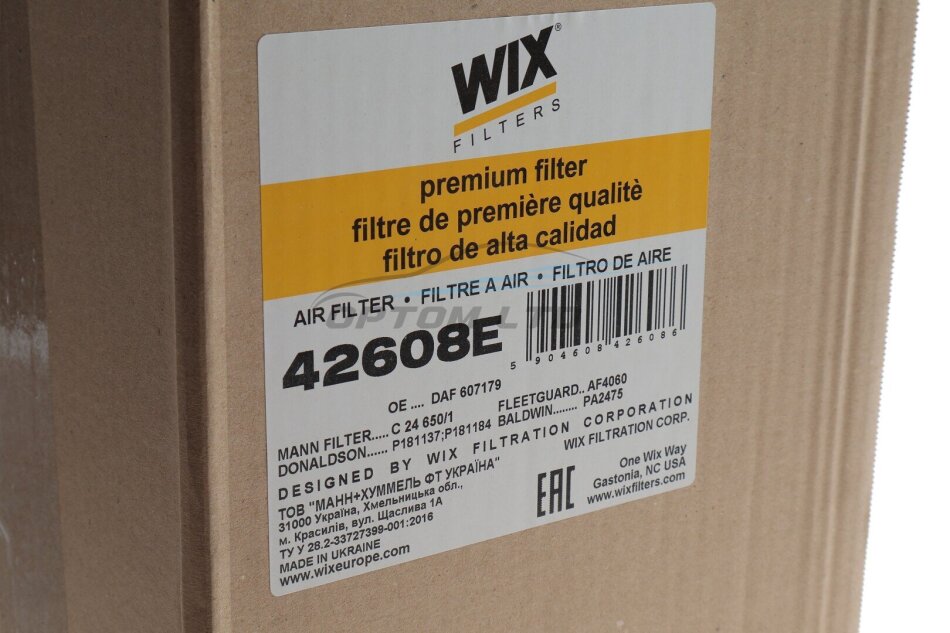 WIX®
FILTERS
premium filter
filtre de première qualitè
filtro de alta calidad
AIR FILTER • FILTRE A AIR • FILTRO DE AIRE
OPTOM LTD
42608E
5 904608 426086
OE .... DAF 607179
MANN FILTER..... C 24 650/1 FLEETGUARD.. AF4060
DONALDSON...... P181137;P181184 BALDWIN........ PA2475
DESIGNED BY WIX FILTRATION CORPORATION
WIX FILTRATION CORP.
ТОВ "МАНН+ХУММЕЛЬ ФТ УКРАЇНА"
31000 Україна, Хмельницька обл.,
м. Красилів, вул. Щаслива 1А
ТУ У 28.2-33727399-001:2016
MADE IN UKRAINE
www.wixeurope.com
EAC
One Wix Way
Gastonia, NC USA
www.wixfilters.com